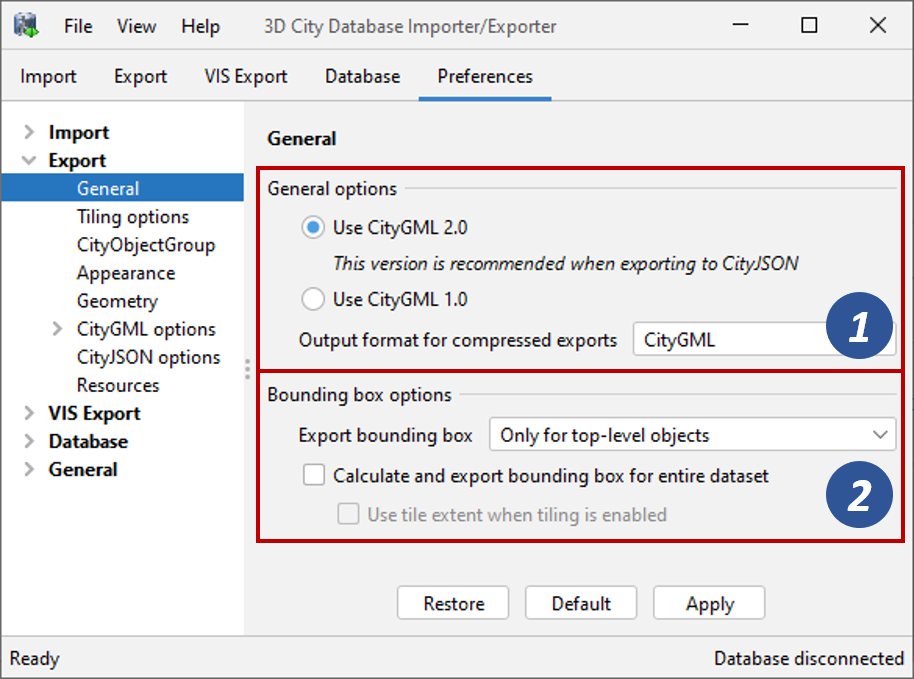 File View Help 3D City Database Importer/Exporter
Import Export VIS Export Database Preferences
Import
Export
General
Tiling options
CityObjectGroup
Appearance
Geometry
CityGML options
CityJSON options
Resources
VIS Export
Database
General
General
General options
Use CityGML 2.0
This version is recommended when exporting to CityJSON
Use CityGML 1.0
Output format for compressed exports CityGML
1
Bounding box options
Export bounding box Only for top-level objects
Calculate and export bounding box for entire dataset
Use tile extent when tiling is enabled
2
Restore Default Apply
Ready Database disconnected